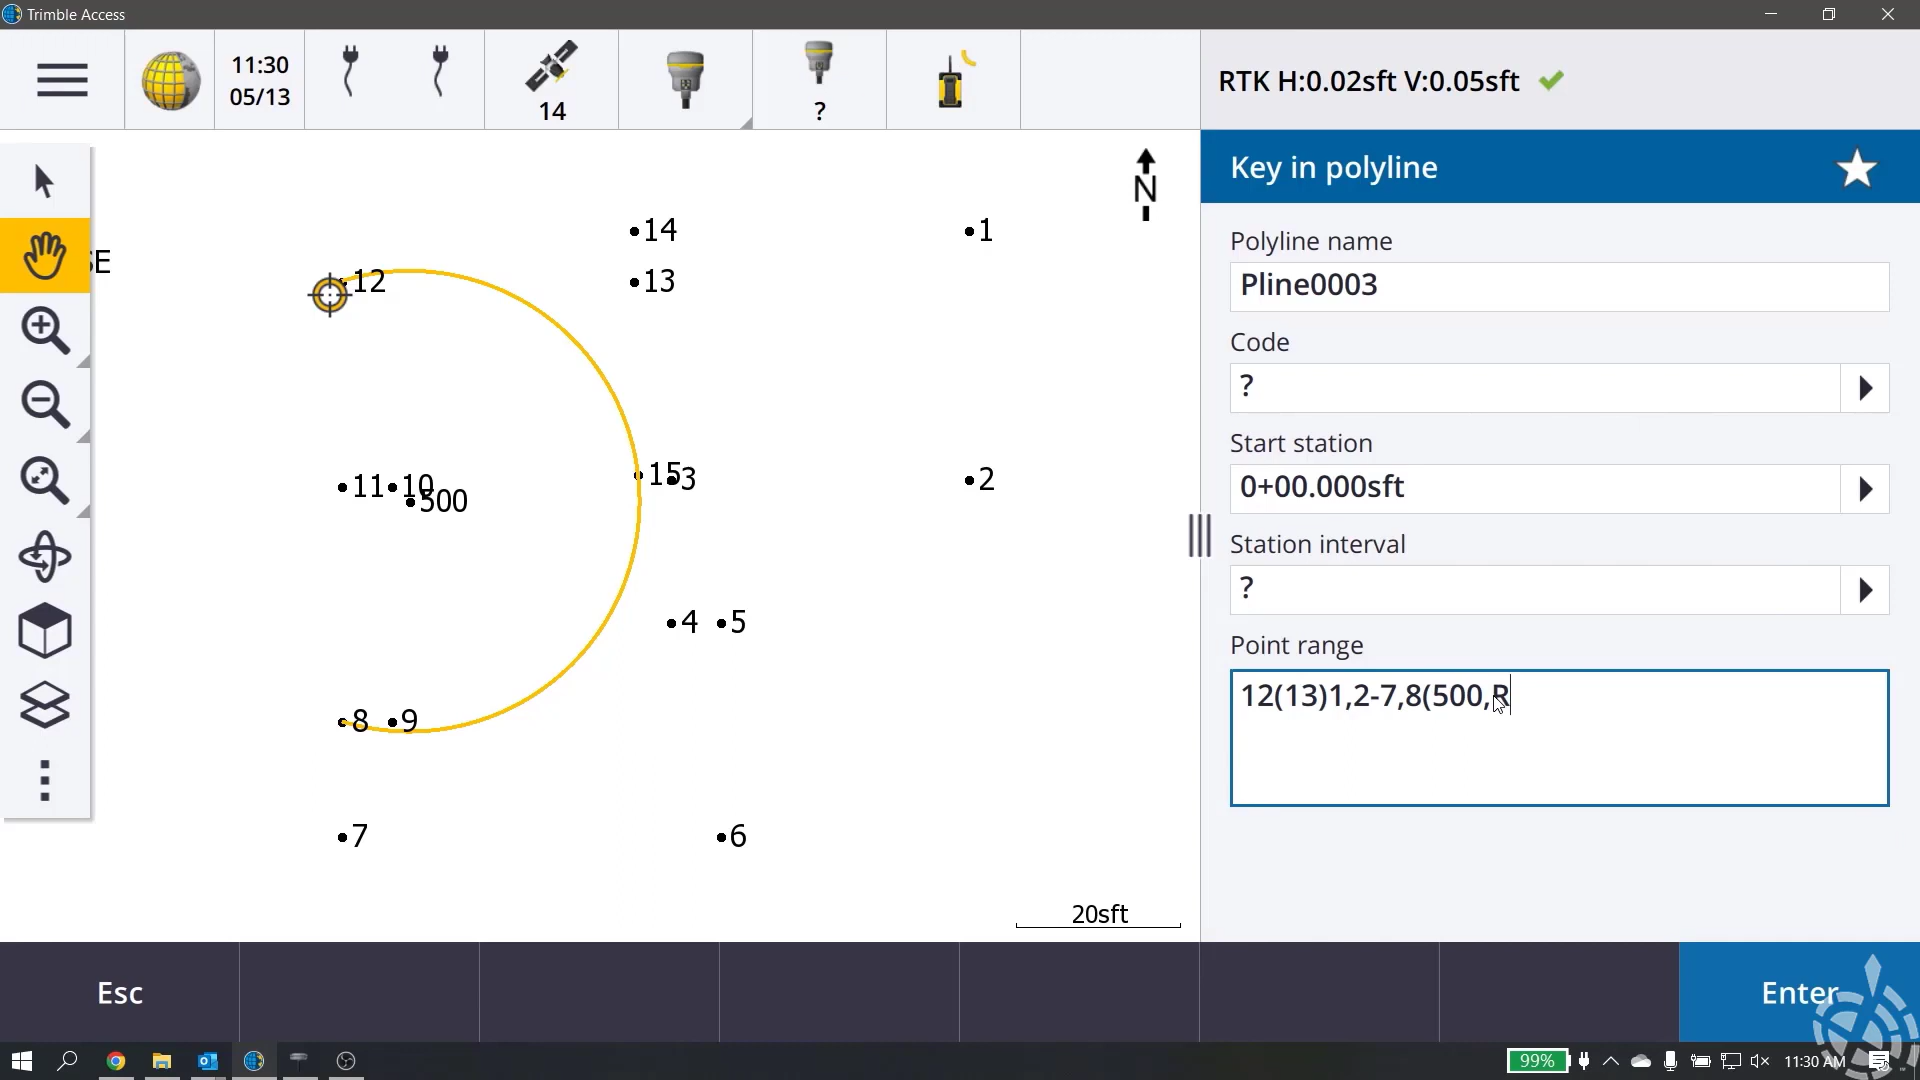 Trimble Access
11:30
05/13
14
?
RTK H:0.02sft V:0.05sft
Key in polyline
N
14
1
13
12
SE
Polyline name
Pline0003
Code
?
Start station
0+00.000sft
Station interval
?
Point range
12(13)1,2-7,8(500,R
15
3
2
11
10
500
4
5
8
9
7
6
20sft
Esc
Enter
99%
11:30 AM